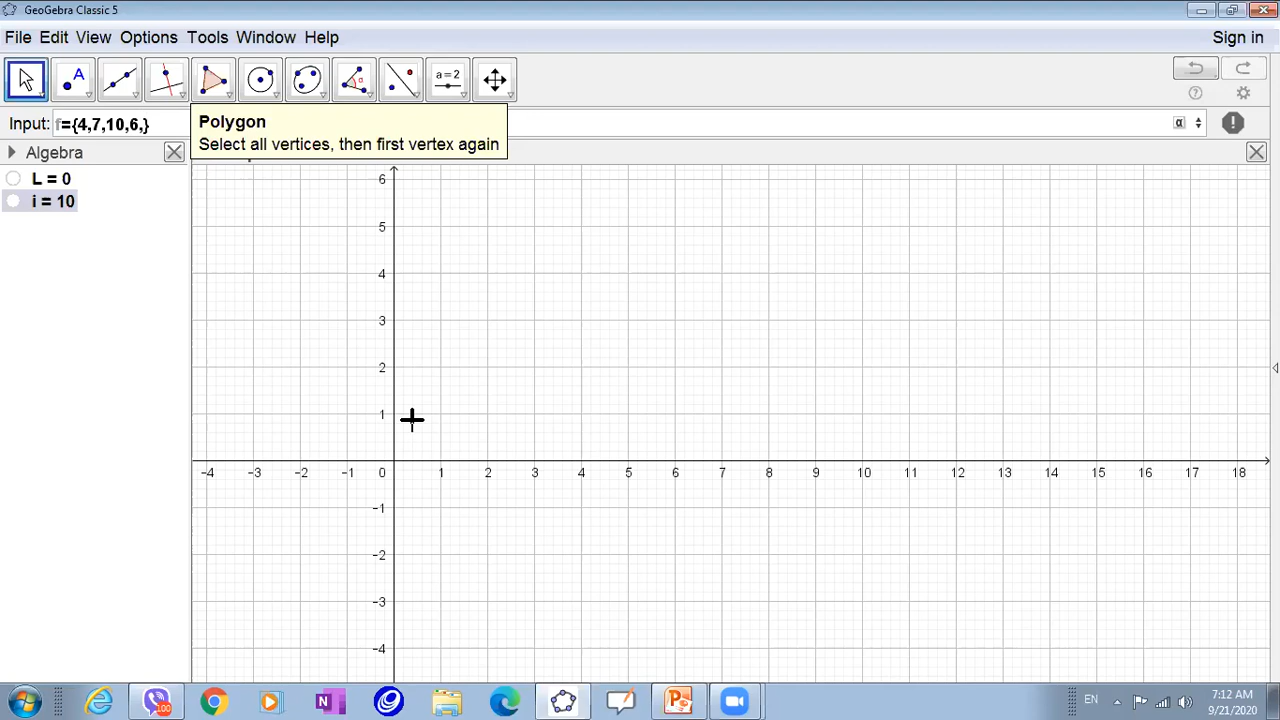 GeoGebra Classic 5
File Edit View Options Tools Window Help
Sign in
A
α
a=2
Input: f={4,7,10,6,}
α
Polygon
Select all vertices, then first vertex again
Algebra
L = 0
i = 10
6
5
4
3
2
1
-4 -3 -2 -1 0 1 2 3 4 5 6 7 8 9 10 11 12 13 14 15 16 17 18
-1
-2
-3
-4
100
N
P
EN
7:12 AM
9/21/2020